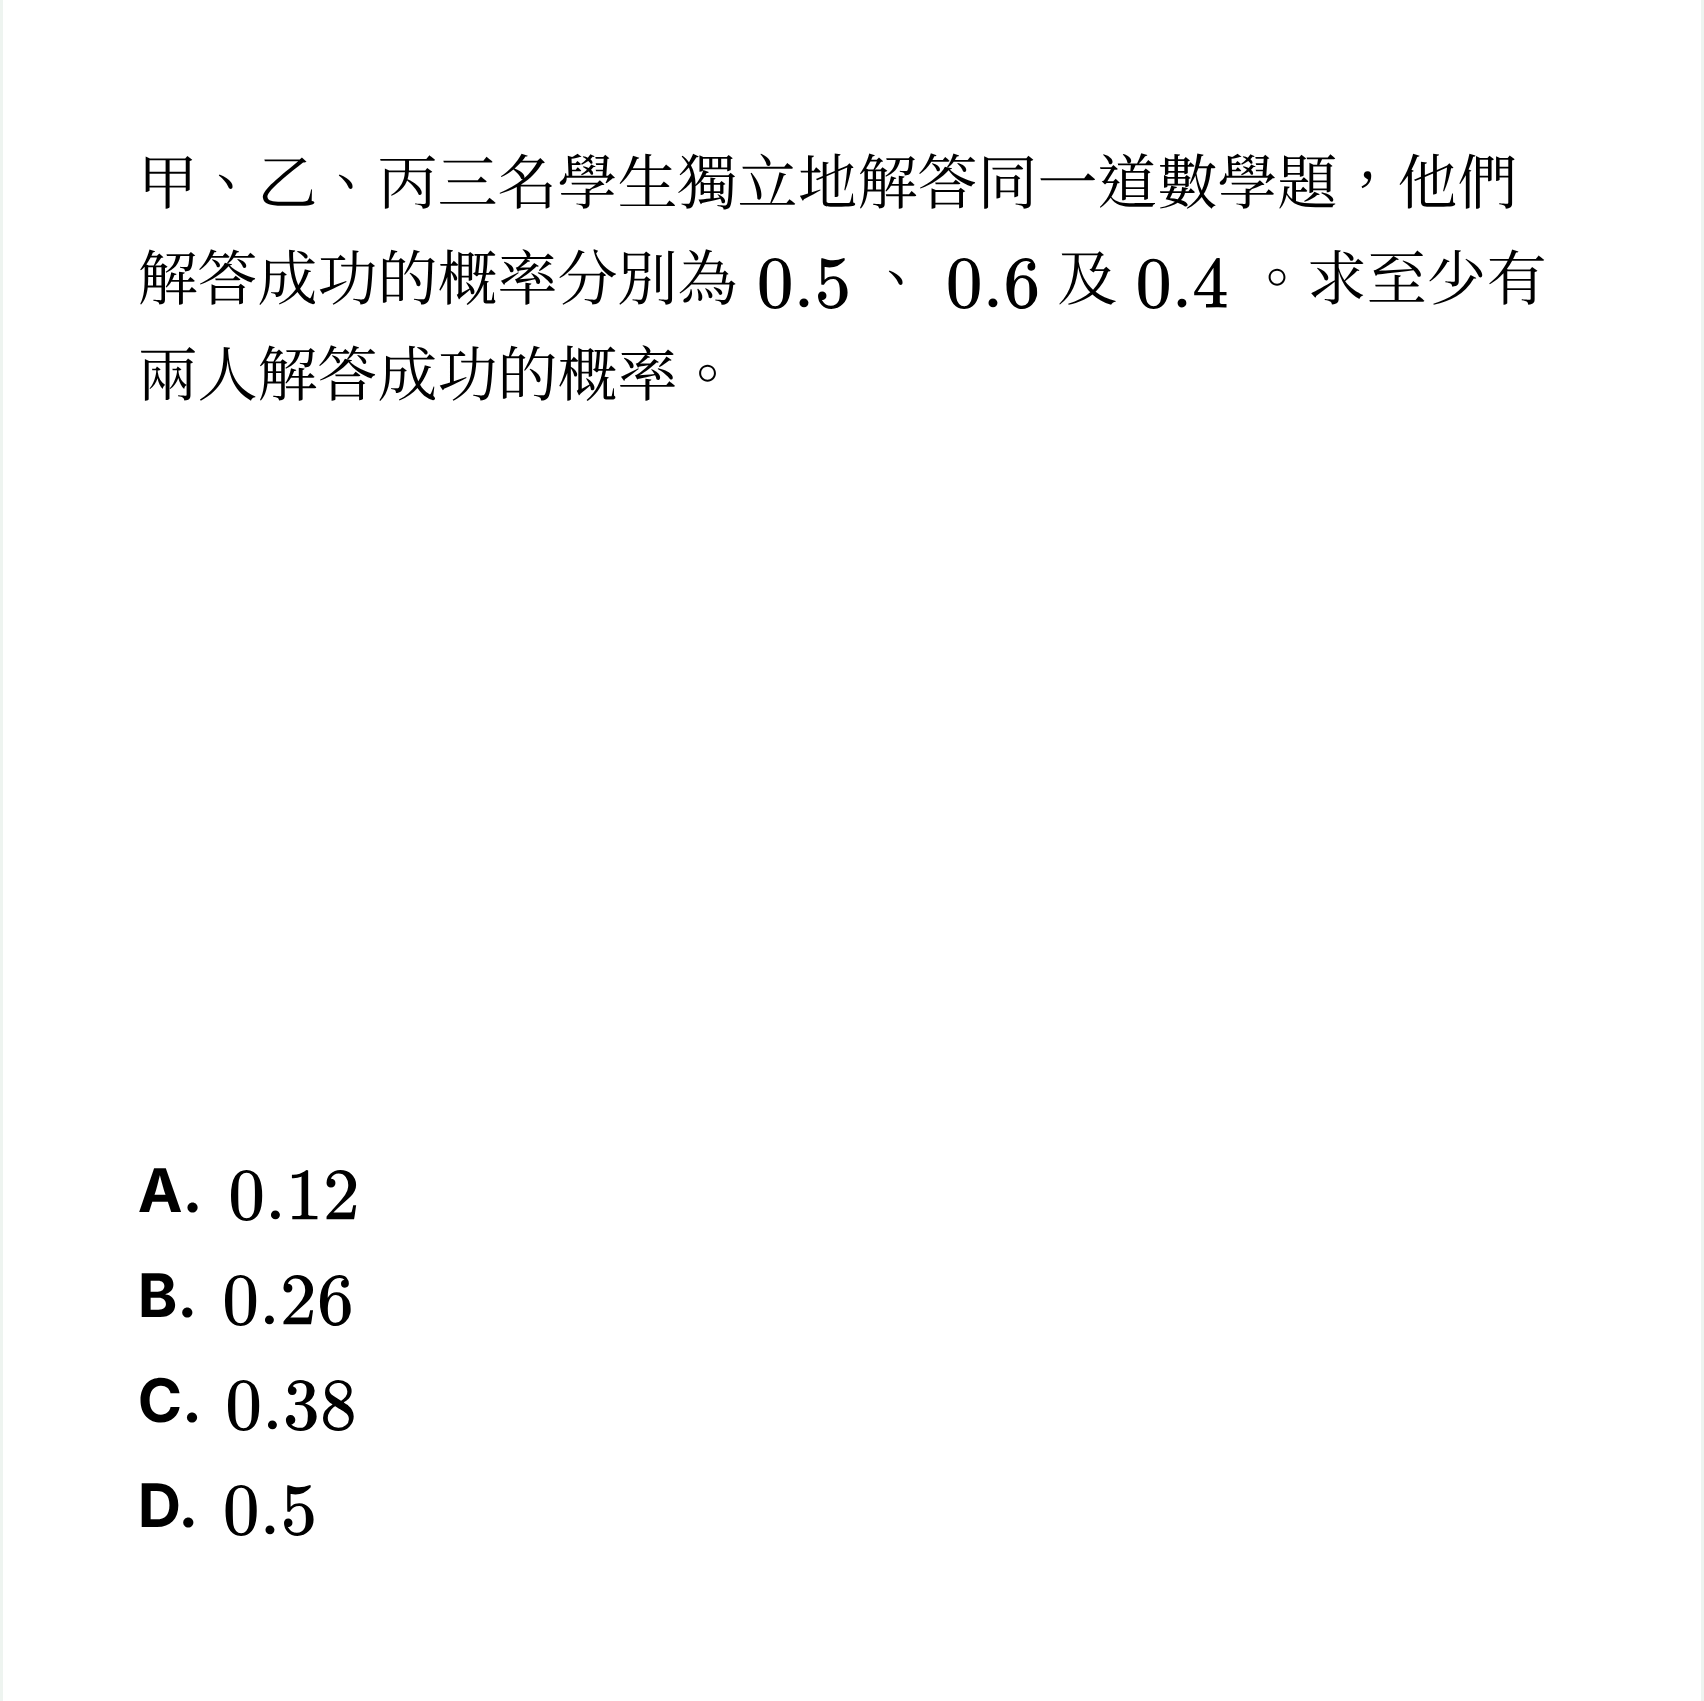 甲、乙、丙三名學生獨立地解答同一道數學題，他們
解答成功的概率分別為 0.5 、 0.6 及 0.4 。求至少有
兩人解答成功的概率。
A. 0.12
B. 0.26
C. 0.38
D. 0.5